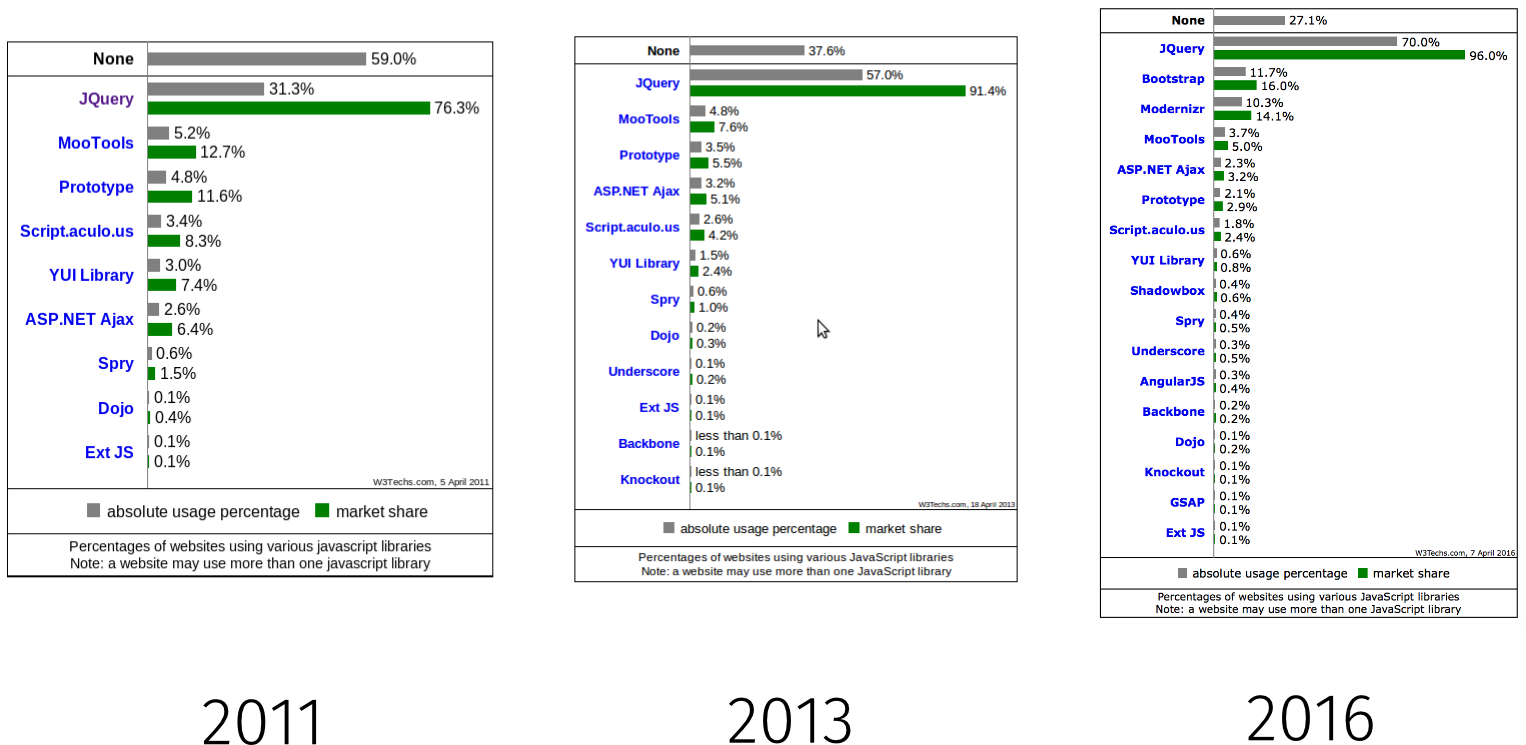 None
59.0%
JQuery
31.3%
76.3%
MooTools
5.2%
12.7%
Prototype
4.8%
11.6%
Script.aculo.us
3.4%
8.3%
YUI Library
3.0%
7.4%
ASP.NET Ajax
2.6%
6.4%
Spry
0.6%
1.5%
Dojo
0.1%
0.4%
Ext JS
0.1%
0.1%
W3Techs.com, 5 April 2011
absolute usage percentage market share
Percentages of websites using various javascript libraries
Note: a website may use more than one javascript library
2011
None
37.6%
JQuery
57.0%
91.4%
MooTools
4.8%
7.6%
Prototype
3.5%
5.5%
ASP.NET Ajax
3.2%
5.1%
Script.aculo.us
2.6%
4.2%
YUI Library
1.5%
2.4%
Spry
0.6%
1.0%
Dojo
0.2%
0.3%
Underscore
0.1%
0.2%
Ext JS
0.1%
0.1%
Backbone
less than 0.1%
0.1%
Knockout
less than 0.1%
0.1%
W3Techs.com, 18 April 2013
absolute usage percentage market share
Percentages of websites using various JavaScript libraries
Note: a website may use more than one JavaScript library
2013
None
27.1%
JQuery
70.0%
96.0%
Bootstrap
11.7%
16.0%
Modernizr
10.3%
14.1%
MooTools
3.7%
5.0%
ASP.NET Ajax
2.3%
3.2%
Prototype
2.1%
2.9%
Script.aculo.us
1.8%
2.4%
YUI Library
0.6%
0.8%
Shadowbox
0.4%
0.6%
Spry
0.4%
0.5%
Underscore
0.3%
0.5%
AngularJS
0.3%
0.4%
Backbone
0.2%
0.2%
Dojo
0.1%
0.2%
Knockout
0.1%
0.1%
GSAP
0.1%
0.1%
Ext JS
0.1%
0.1%
W3Techs.com, 7 April 2016
absolute usage percentage market share
Percentages of websites using various JavaScript libraries
Note: a website may use more than one JavaScript library
2016